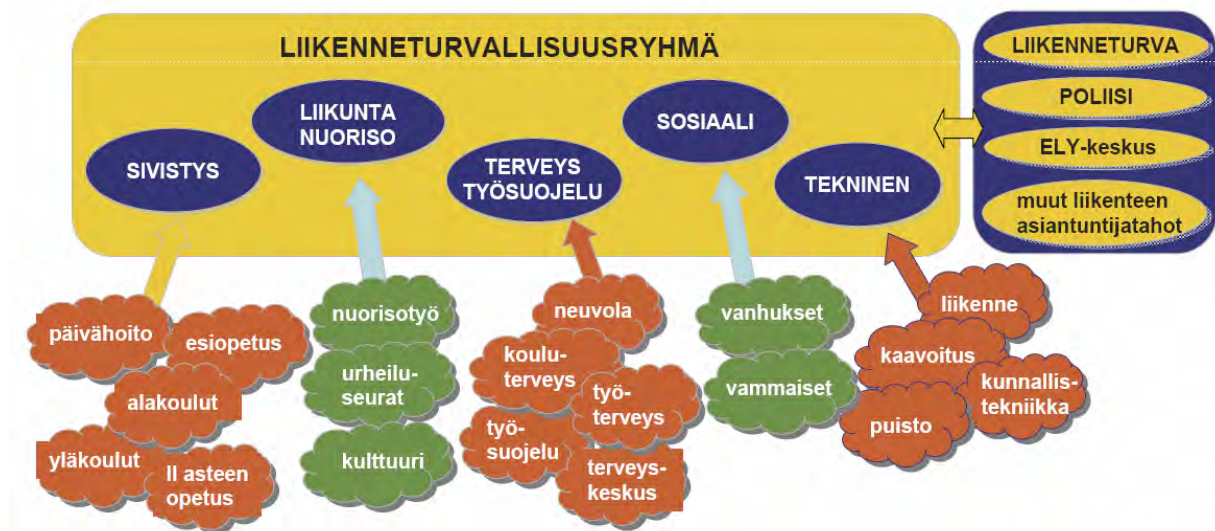 LIIKENNETURVALLISUUSRYHMÄ
SIVISTYS
LIIKUNTA
NUORISO
TERVEYS
TYÖSUOJELU
SOSIAALI
TEKNINEN
LIIKENNETURVA
POLIISI
ELY-keskus
muut liikenteen
asiantuntijatahot
päivähoito
esiopetus
alakoulut
yläkoulut
II asteen
opetus
nuorisotyö
urheilu-
seurat
kulttuuri
neuvola
koulu-
terveys
työ-
terveys
työ-
suojelu
terveys-
keskus
vanhukset
vammaiset
liikenne
kaavoitus
kunnallis-
tekniikka
puisto